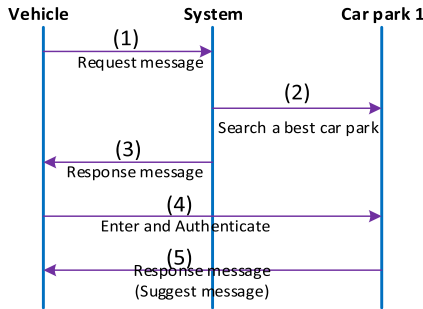 Vehicle System Car park 1
(1)
Request message
(2)
Search a best car park
(3)
Response message
(4)
Enter and Authenticate
(5)
Response message
(Suggest message)